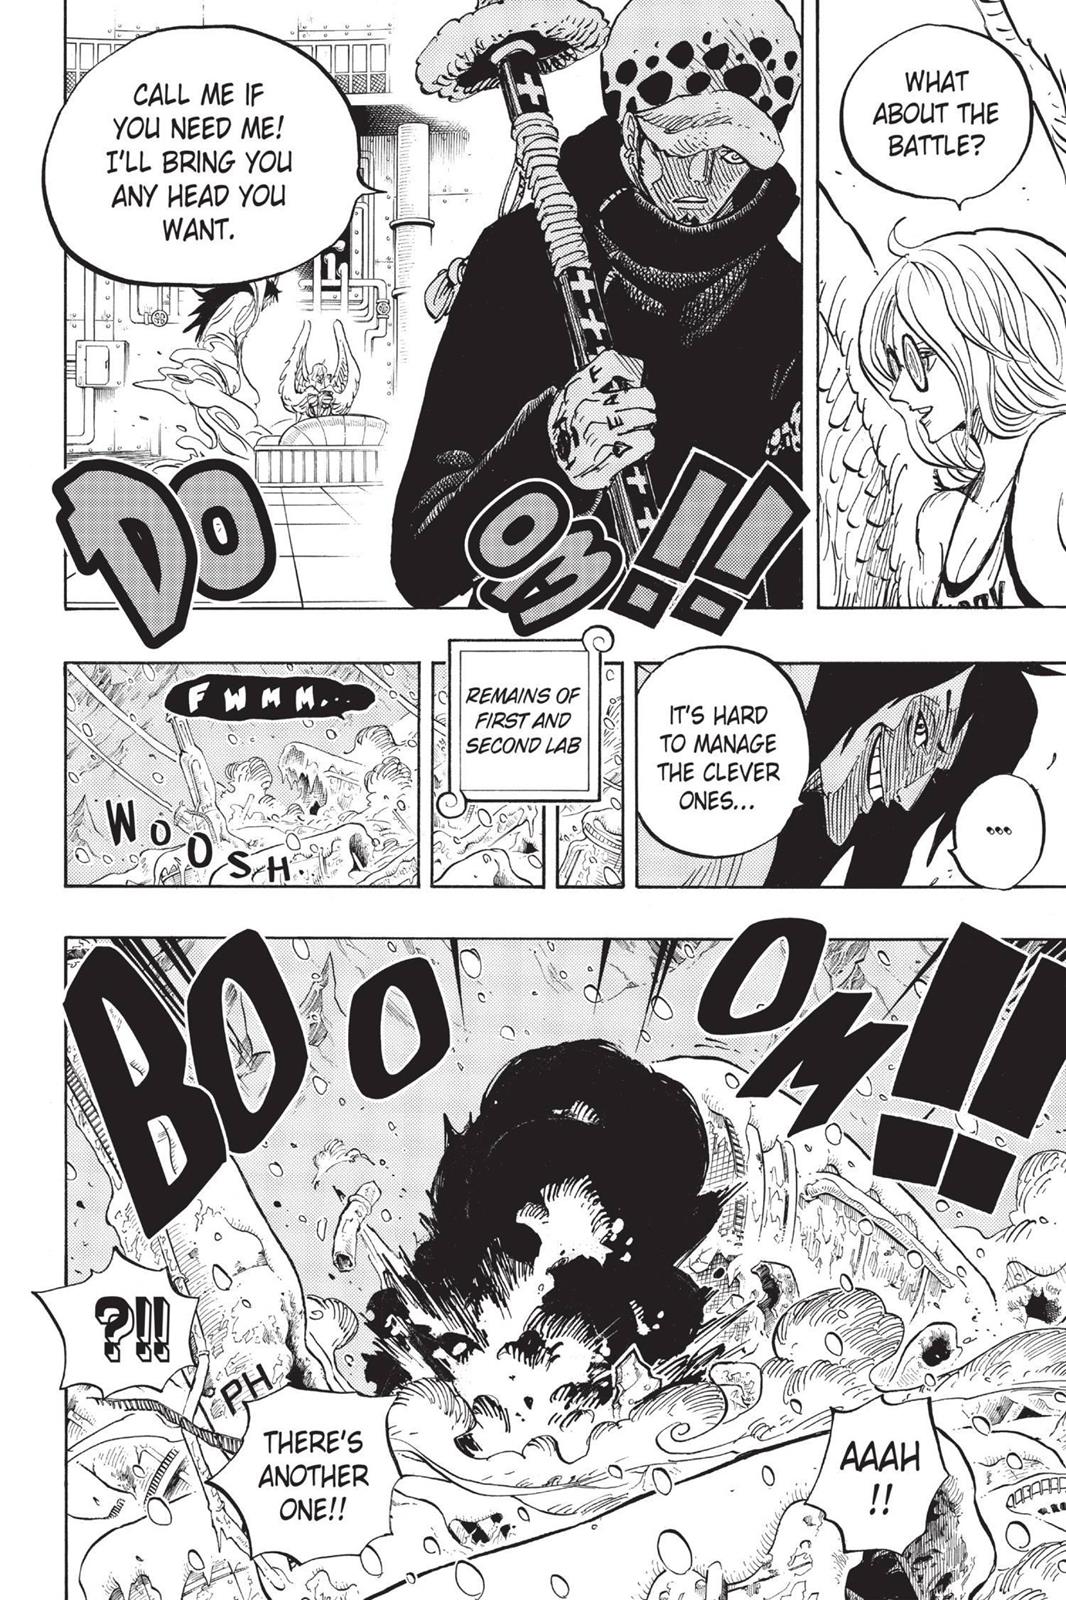 WHAT
ABOUT THE
BATTLE?
CALL ME IF
YOU NEED ME!
I'LL BRING YOU
ANY HEAD YOU
WANT.
DEA
DOOM!!
IT'S HARD
TO MANAGE
THE CLEVER
ONES...
...
REMAINS OF
FIRST AND
SECOND LAB
FWMM...
WOOSH.
BOOOM!!
?!!
PH
THERE'S
ANOTHER
ONE!!
AAAH
!!